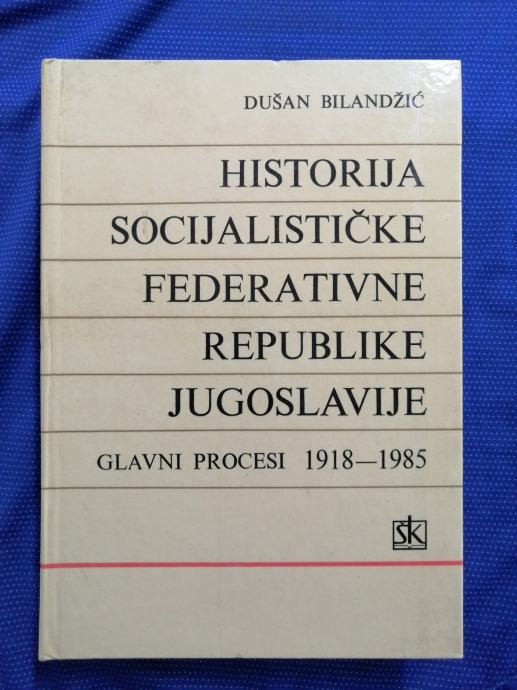 DUŠAN BILANDŽIĆ
HISTORIJA
SOCIJALISTIČKE
FEDERATIVNE
REPUBLIKE
JUGOSLAVIJE
GLAVNI PROCESI 1918—1985
ŠK